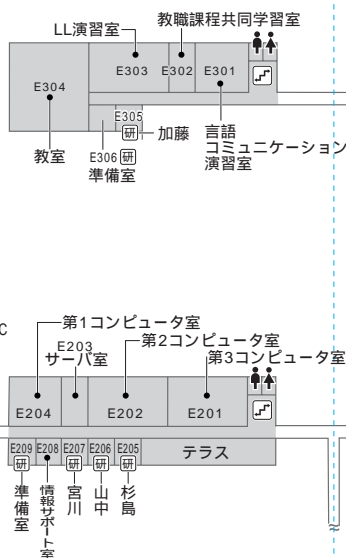 教職課程共同学習室
LL演習室
E303
E302
E301
E304
E305
研
加藤
言語
コミュニケーション
演習室
教室
E306 研
準備室
C
第1コンピュータ室
E203
サーバ室
第2コンピュータ室
第3コンピュータ室
E204
E202
E201
E209
研
E208
E207
研
E206
研
E205
研
テラス
準備室
情報サポート室
宮川
山中
杉島